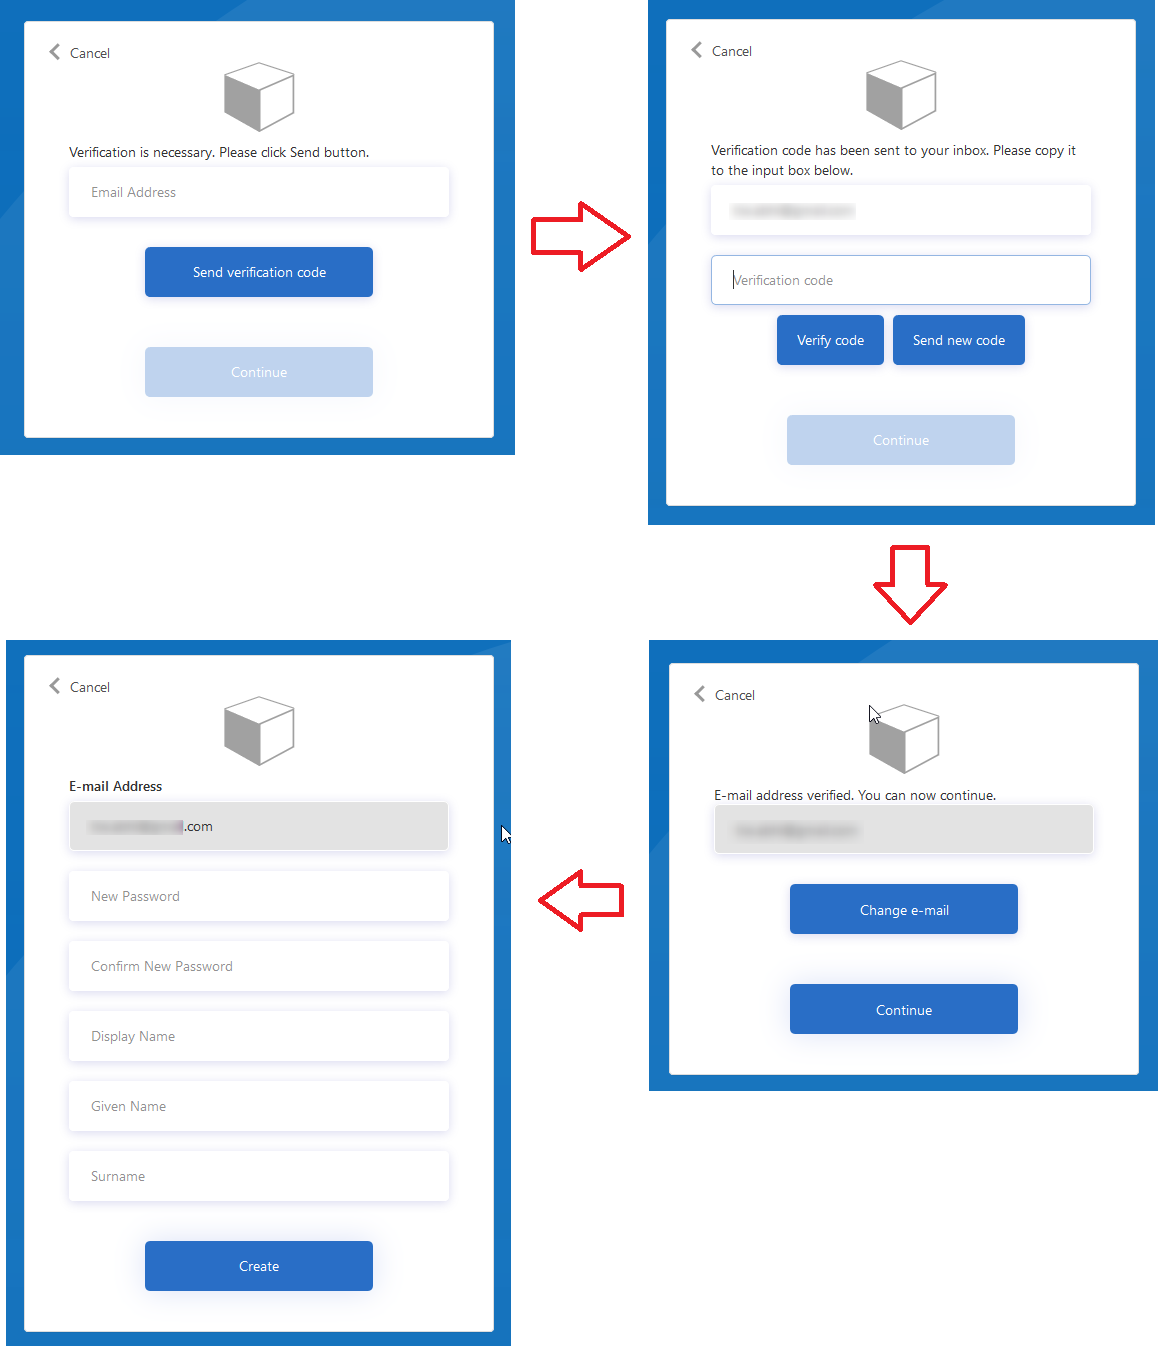 Cancel
Verification is necessary. Please click Send button.
Email Address
Send verification code
Continue
Cancel
Verification code has been sent to your inbox. Please copy it
to the input box below.
Verification code
Verify code
Send new code
Continue
Cancel
E-mail address verified. You can now continue.
Change e-mail
Continue
Cancel
E-mail Address
.com
New Password
Confirm New Password
Display Name
Given Name
Surname
Create